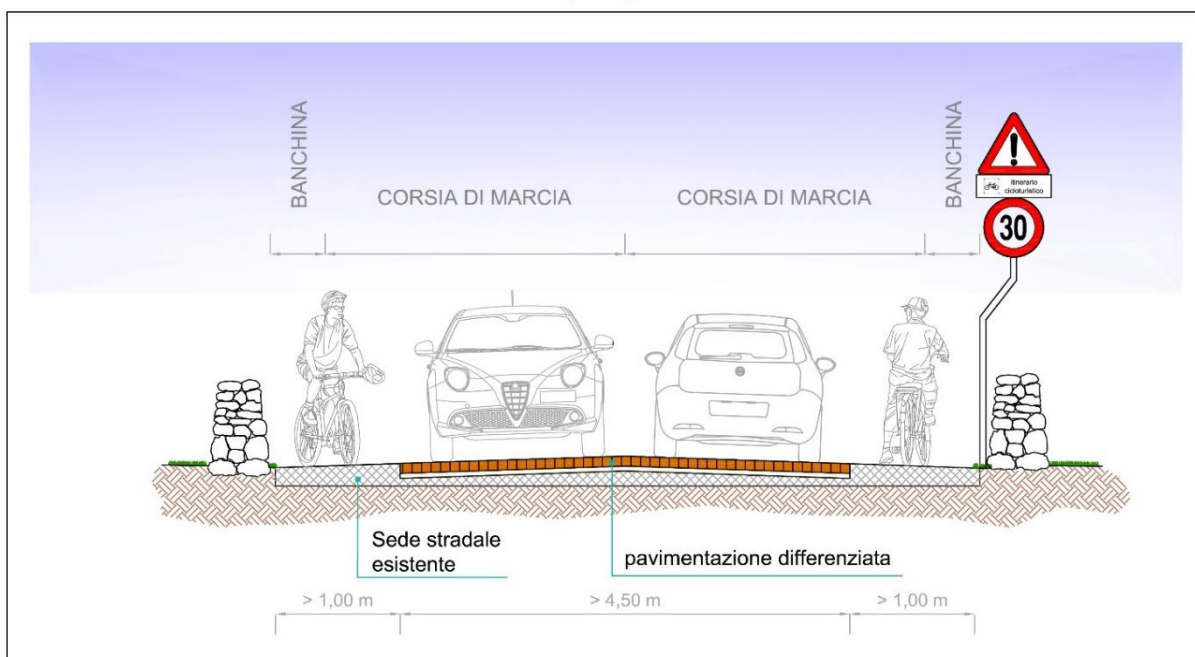 BANCHINA
CORSIA DI MARCIA
CORSIA DI MARCIA
BANCHINA
itinerario
cicloturistico
30
Sede stradale
esistente
pavimentazione differenziata
> 1,00 m
> 4,50 m
> 1,00 m